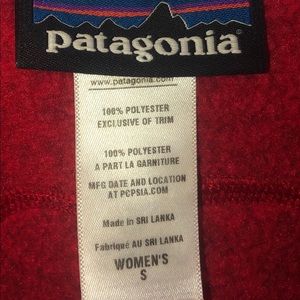 patagonia®
www.patagonia.com
100% POLYESTER
EXCLUSIVE OF TRIM
100% POLYESTER
A PART LA GARNITURE
MFG DATE AND LOCATION
AT PCPSIA.COM
Made in SRI LANKA
Fabriqué AU SRI LANKA
WOMEN'S
S